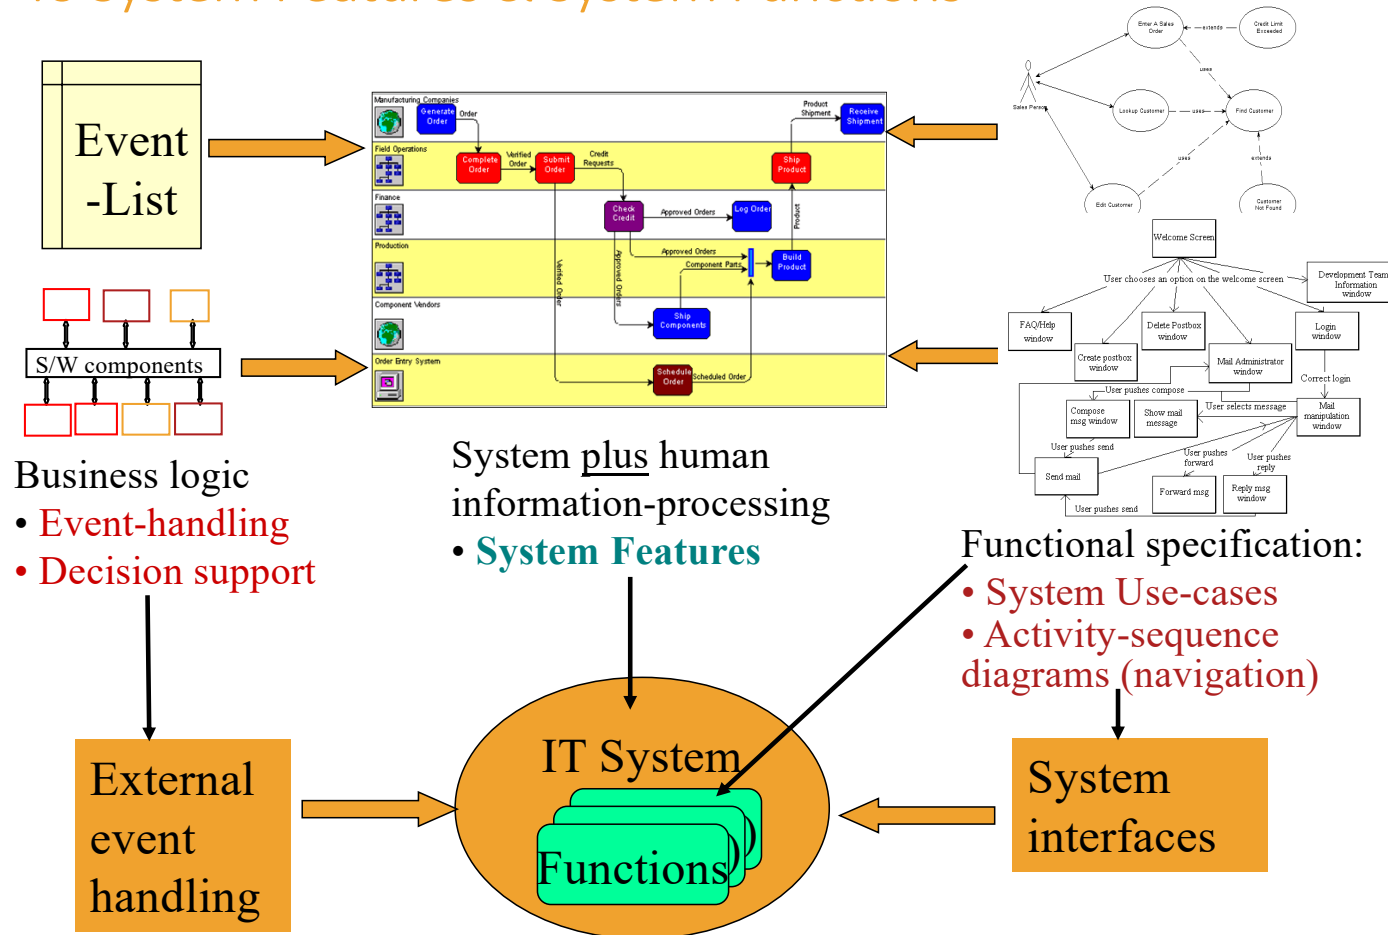 System Features & System Functions
Event
-List
S/W components
Business logic
• Event-handling
• Decision support
Manufacturing Companies
Generate
Order
Order
Product
Shipment
Receive
Shipment
Field Operations
Complete
Order
Verified
Order
Submit
Order
Credit
Requests
Ship
Product
Finance
Check
Credit
Approved Orders
Log Order
Product
Production
Approved Orders
Component Parts
Build
Product
Verified Order
Approved Orders
Component Vendors
Ship
Components
Order Entry System
Schedule
Order
Scheduled Order
System plus human
information-processing
• System Features
Enter A Sales
Order
extends
Credit Limit
Exceeded
uses
Sales Person
Lookup Customer
uses
Find Customer
uses
extends
Edit Customer
Customer
Not Found
Welcome Screen
User chooses an option on the welcome screen
Development Team
Information
window
FAQ/Help
window
Delete Postbox
window
Login
window
Create postbox
window
Mail Administrator
window
Correct login
User pushes compose
Compose
msg window
Show mail
message
User selects message
Mail
manipulation
window
User pushes send
User pushes
forward
User pushes
reply
Send mail
Forward msg
Reply msg
window
User pushes send
Functional specification:
• System Use-cases
• Activity-sequence
diagrams (navigation)
External
event
handling
IT System
Functions
)
)
System
interfaces